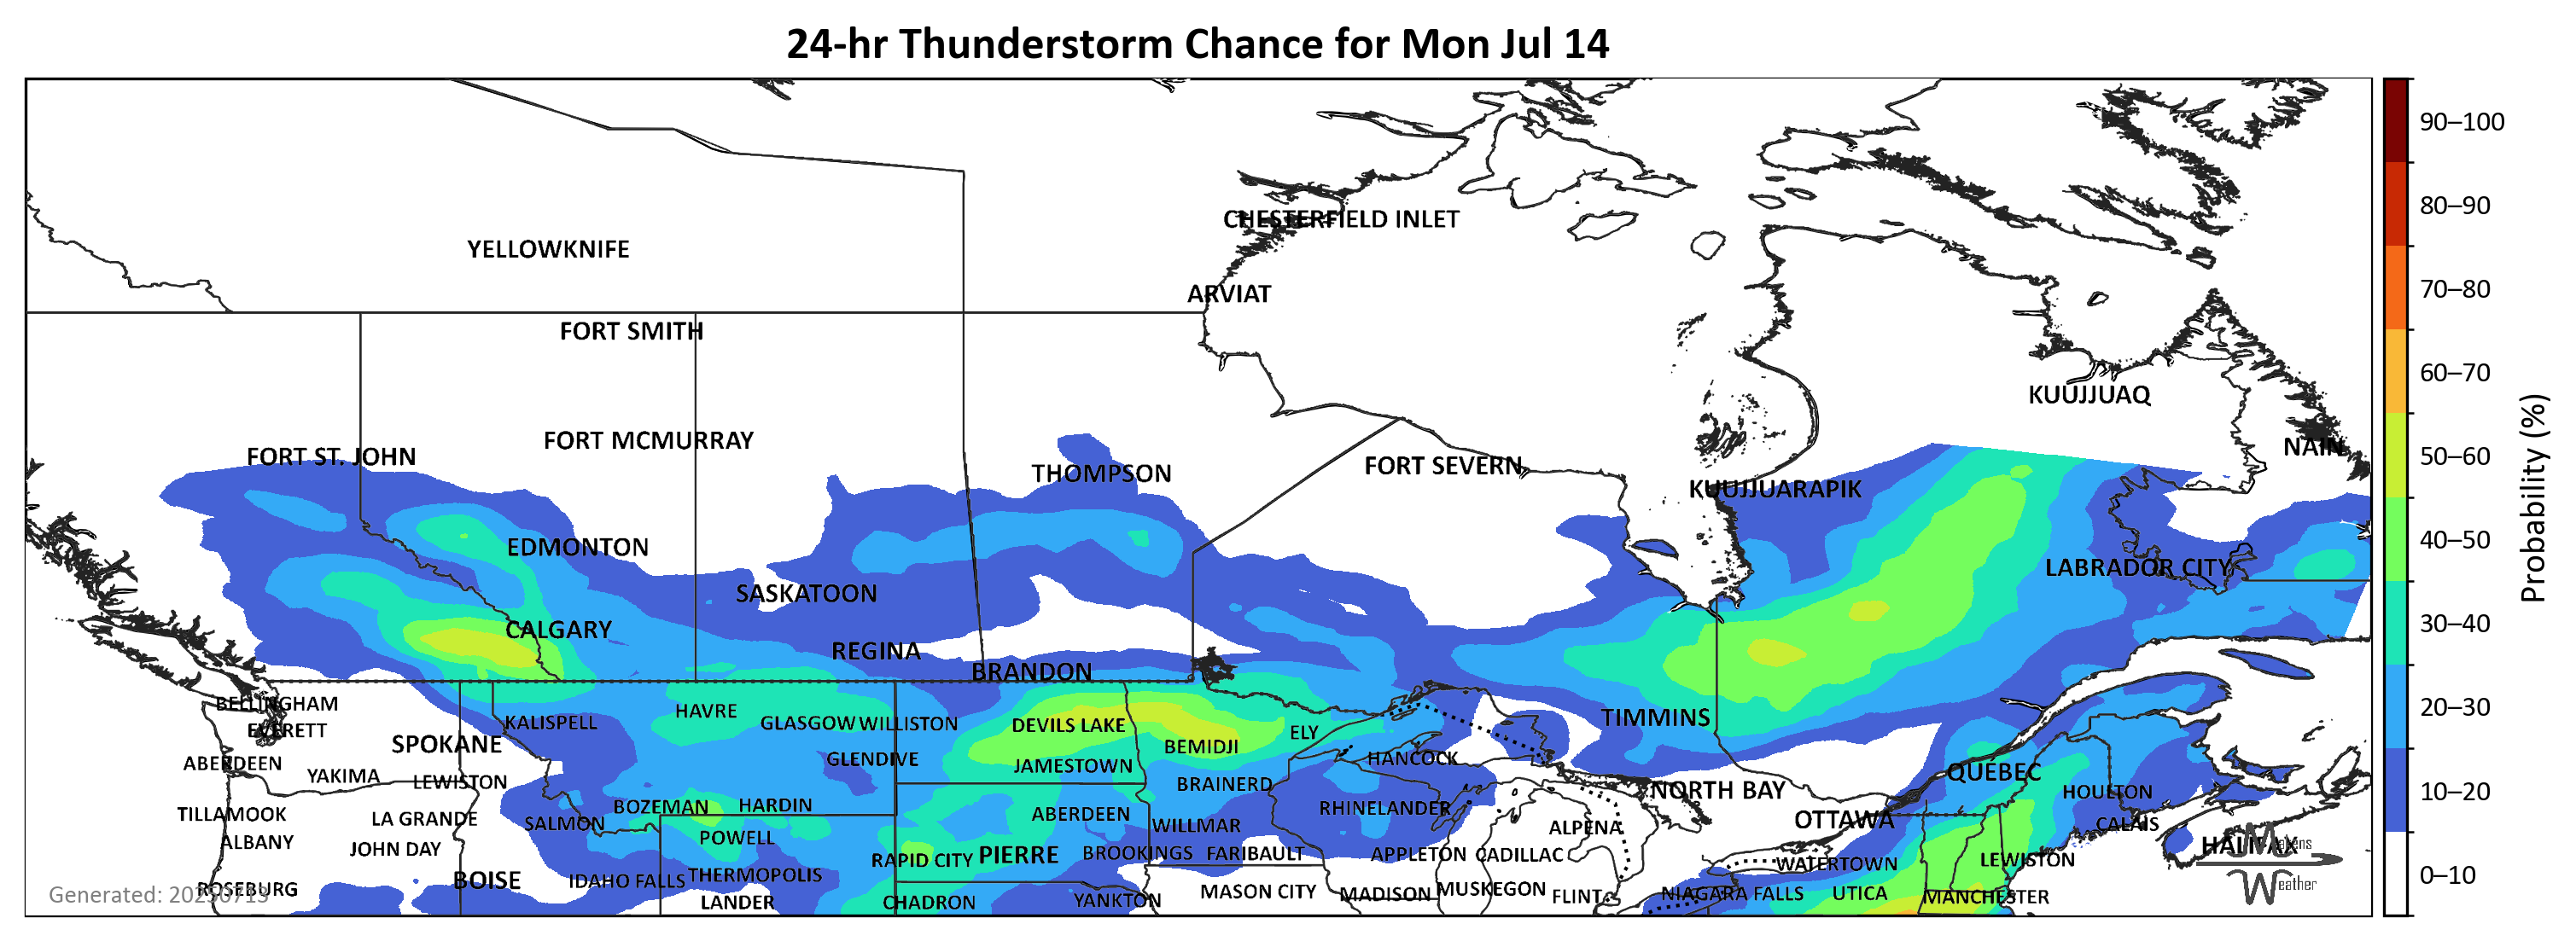 24-hr Thunderstorm Chance for Mon Jul 14
90–100
80–90
70–80
60–70
50–60
40–50
30–40
20–30
10–20
0–10
Probability (%)
CHESTERFIELD INLET
YELLOWKNIFE
ARVIAT
FORT SMITH
KUUJJUAQ
FORT MCMURRAY
NAIN
FORT ST. JOHN
FORT SEVERN
THOMPSON
KUUJJUARAPIK
EDMONTON
LABRADOR CITY
SASKATOON
CALGARY
REGINA
BRANDON
BELLINGHAM
HAVRE
TIMMINS
KALISPELL
GLASGOW
WILLISTON
DEVILS LAKE
EVERETT
ELY
SPOKANE
BEMIDJI
HANCOCK
GLENDIVE
ABERDEEN
JAMESTOWN
QUÉBEC
YAKIMA
LEWISTON
BRAINERD
NORTH BAY
HOULTON
BOZEMAN
HARDIN
RHINELANDER
TILLAMOOK
ABERDEEN
LA GRANDE
OTTAWA
SALMON
WILLMAR
ALPENA
CALAIS
POWELL
ALBANY
HALIFAX
Makens
JOHN DAY
BROOKINGS
FARIBAULT
APPLETON
CADILLAC
PIERRE
RAPID CITY
LEWISTON
WATERTOWN
THERMOPOLIS
BOISE
IDAHO FALLS
Weather
ROSEBURG
MASON CITY
MADISON
MUSKEGON
NIAGARA FALLS
UTICA
Generated: 20250713
FLINT
MANCHESTER
LANDER
CHADRON
YANKTON